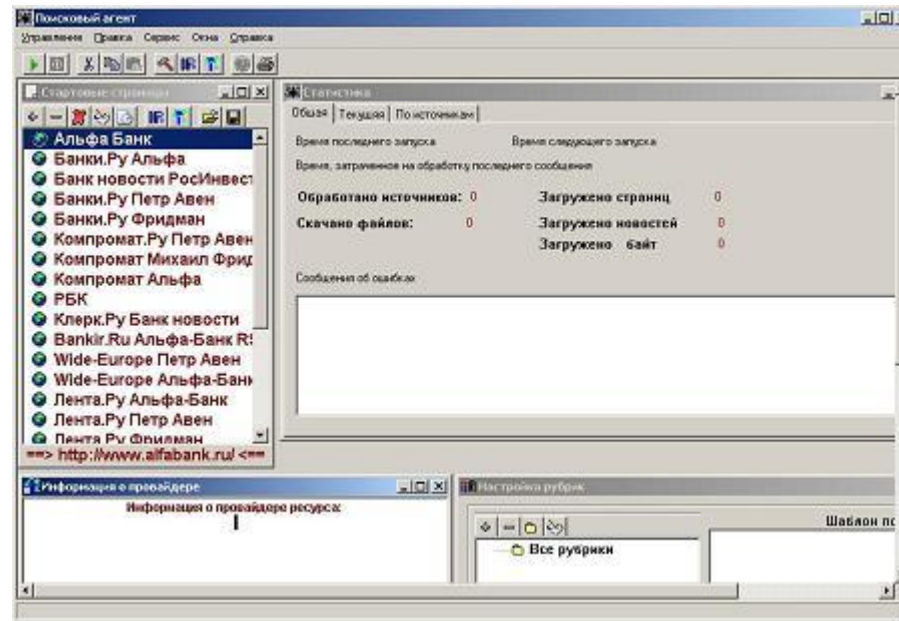 Поисковый агент
Управление Правка Сервис Окна Справка
Стартовые страницы
Альфа Банк
Банки.Ру Альфа
Банк новости РосИнвест
Банки.Ру Петр Авен
Банки.Ру Фридман
Компромат.Ру Петр Авен
Компромат Михаил Фрид
Компромат Альфа
РБК
Клерк.Ру Банк новости
Bankir.Ru Альфа-Банк RS
Wide-Europe Петр Авен
Wide-Europe Альфа-Банк
Лента.Ру Альфа-Банк
Лента.Ру Петр Авен
Лента.Ру Фридман
==> http://www.alfabank.ru/ <==
Статистика
Общая Текущая По источникам
Время последнего запуска Время следующего запуска
Время, затраченное на обработку последнего сообщения
Обработано источников: 0 Загружено страниц 0
Скачано файлов: 0 Загружено новостей 0
Загружено байт 0
Сообщения об ошибках
Информация о провайдере
Информация о провайдере ресурса:
Настройка рубрик
Шаблон по
Все рубрики